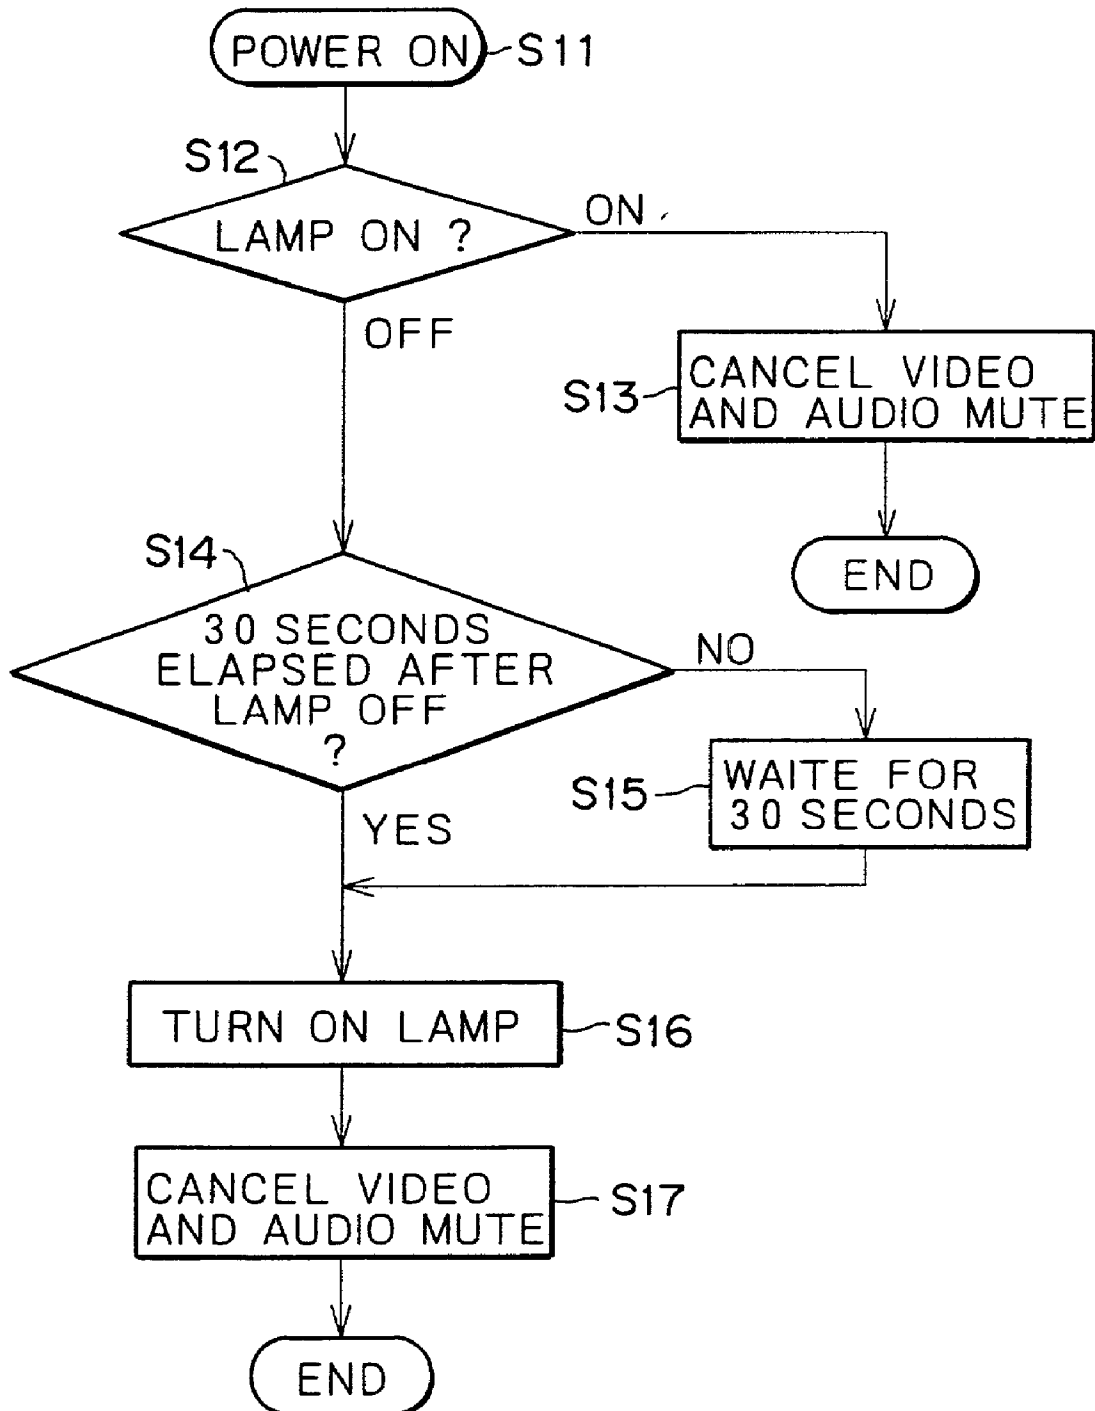 POWER ON
S11
S12
LAMP ON ?
ON
OFF
S13
CANCEL VIDEO
AND AUDIO MUTE
END
S14
30 SECONDS
ELAPSED AFTER
LAMP OFF
?
NO
S15
WAITE FOR
30 SECONDS
YES
TURN ON LAMP
S16
CANCEL VIDEO
AND AUDIO MUTE
S17
END